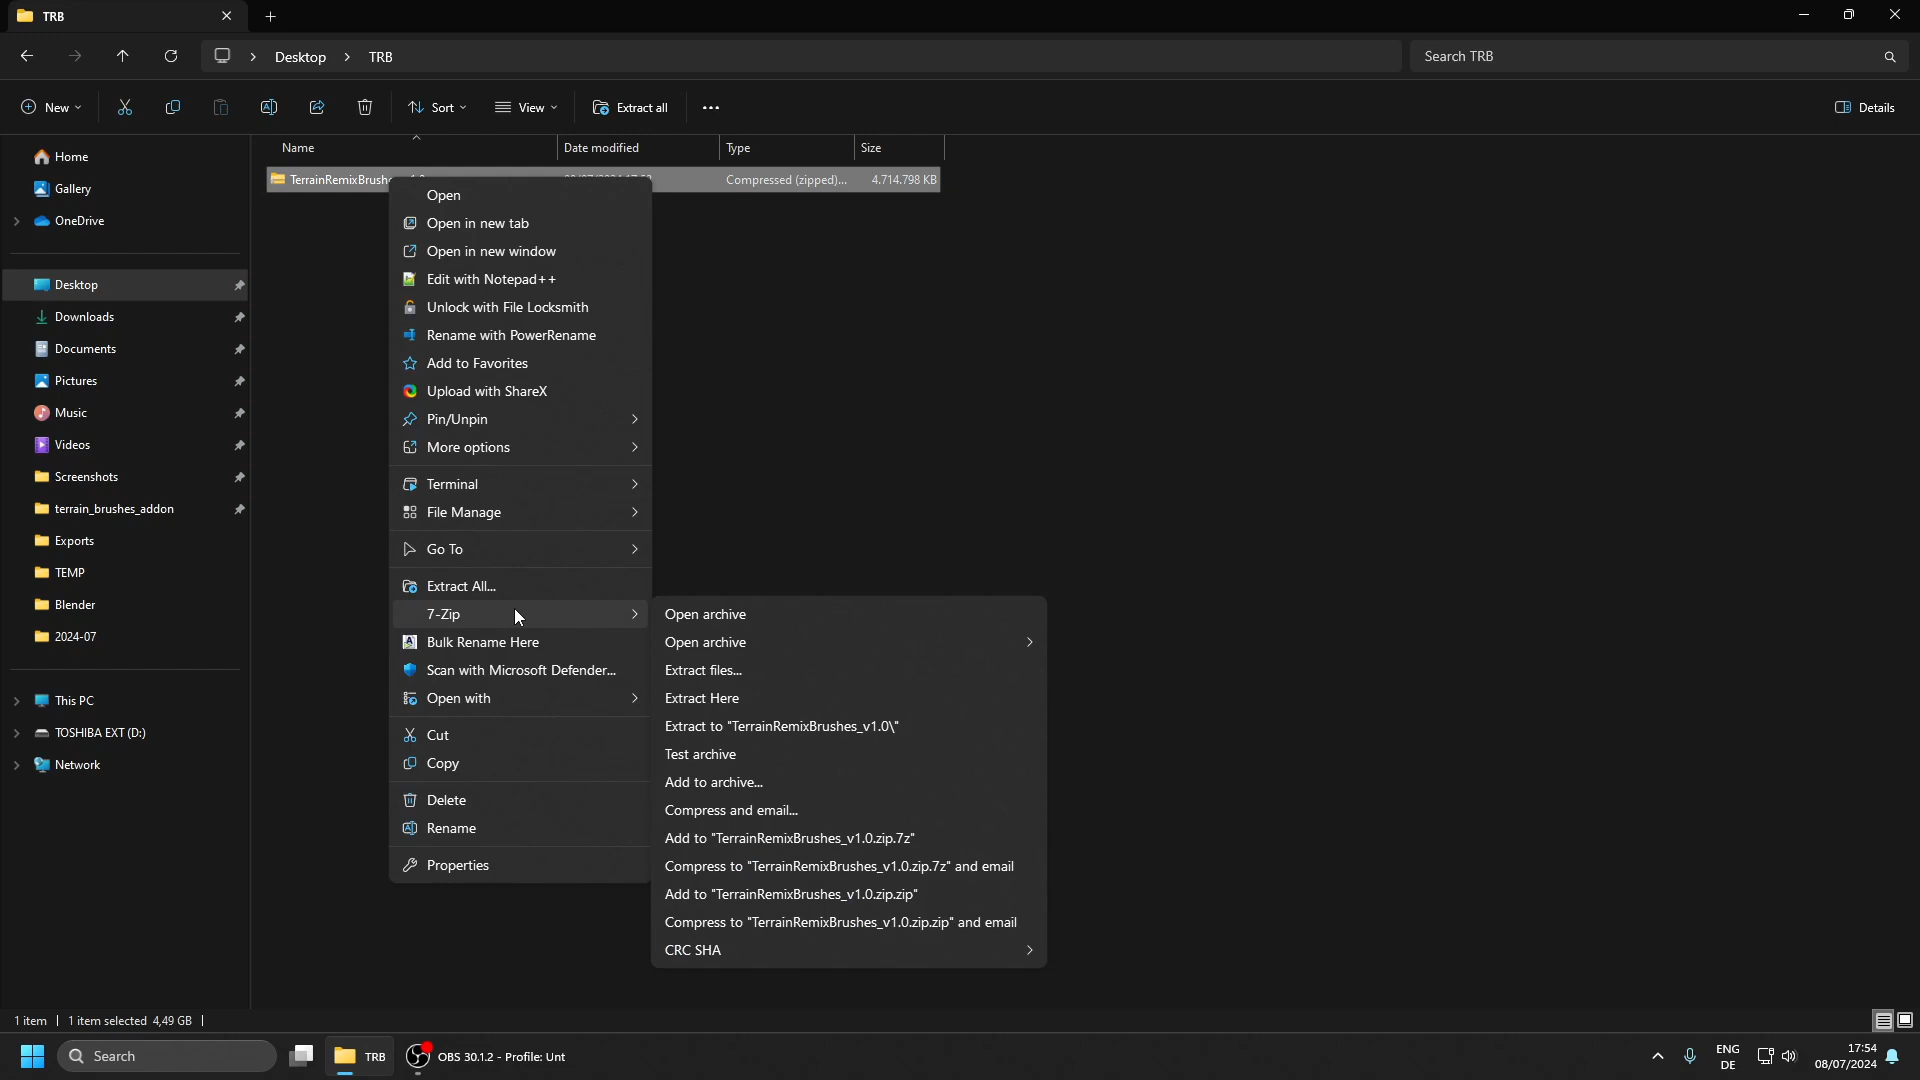 TRB
Desktop > TRB
Search TRB
New
Sort
View
Extract all
Details
Home
Gallery
OneDrive
Desktop
Downloads
Documents
Pictures
Music
Videos
Screenshots
terrain_brushes_addon
Exports
TEMP
Blender
2024-07
This PC
TOSHIBA EXT (D:)
Network
Name Date modified Type Size
Compressed (zipped)... 4.714.798 KB
Open
Open in new tab
Open in new window
Edit with Notepad++
Unlock with File Locksmith
Rename with PowerRename
Add to Favorites
Upload with ShareX
Pin/Unpin
More options
Terminal
File Manage
Go To
Extract All...
7-Zip
Bulk Rename Here
Scan with Microsoft Defender...
Open with
Cut
Copy
Delete
Rename
Properties
Open archive
Open archive
Extract files...
Extract Here
Extract to "TerrainRemixBrushes_v1.0\"
Test archive
Add to archive...
Compress and email...
Add to "TerrainRemixBrushes_v1.0.zip.7z"
Compress to "TerrainRemixBrushes_v1.0.zip.7z" and email
Add to "TerrainRemixBrushes_v1.0.zip.zip"
Compress to "TerrainRemixBrushes_v1.0.zip.zip" and email
CRC SHA
1 item | 1 item selected 4,49 GB |
Search
TRB
OBS 30.1.2 - Profile: Unt
ENG
DE
17:54
08/07/2024